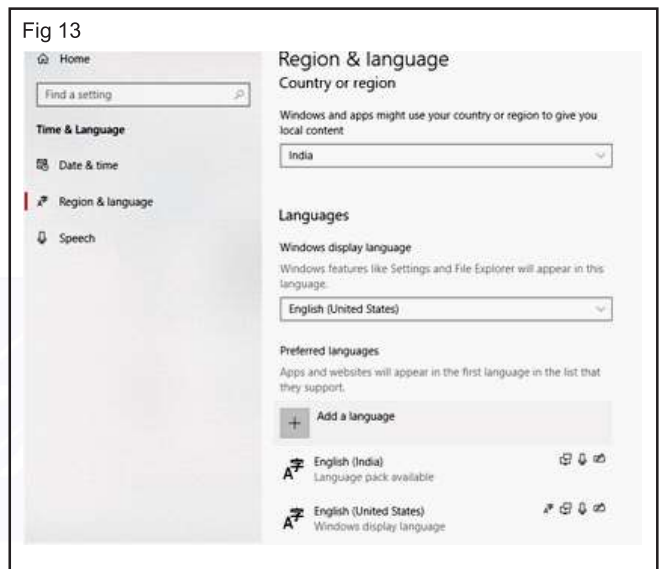 Fig 13
Home
Find a setting
Time & Language
Date & time
Region & language
Speech
Region & language
Country or region
Windows and apps might use your country or region to give you
local content
India
Languages
Windows display language
Windows features like Settings and File Explorer will appear in this
language.
English (United States)
Preferred languages
Apps and websites will appear in the first language in the list that
they support.
+ Add a language
English (India)
Language pack available
English (United States)
Windows display language